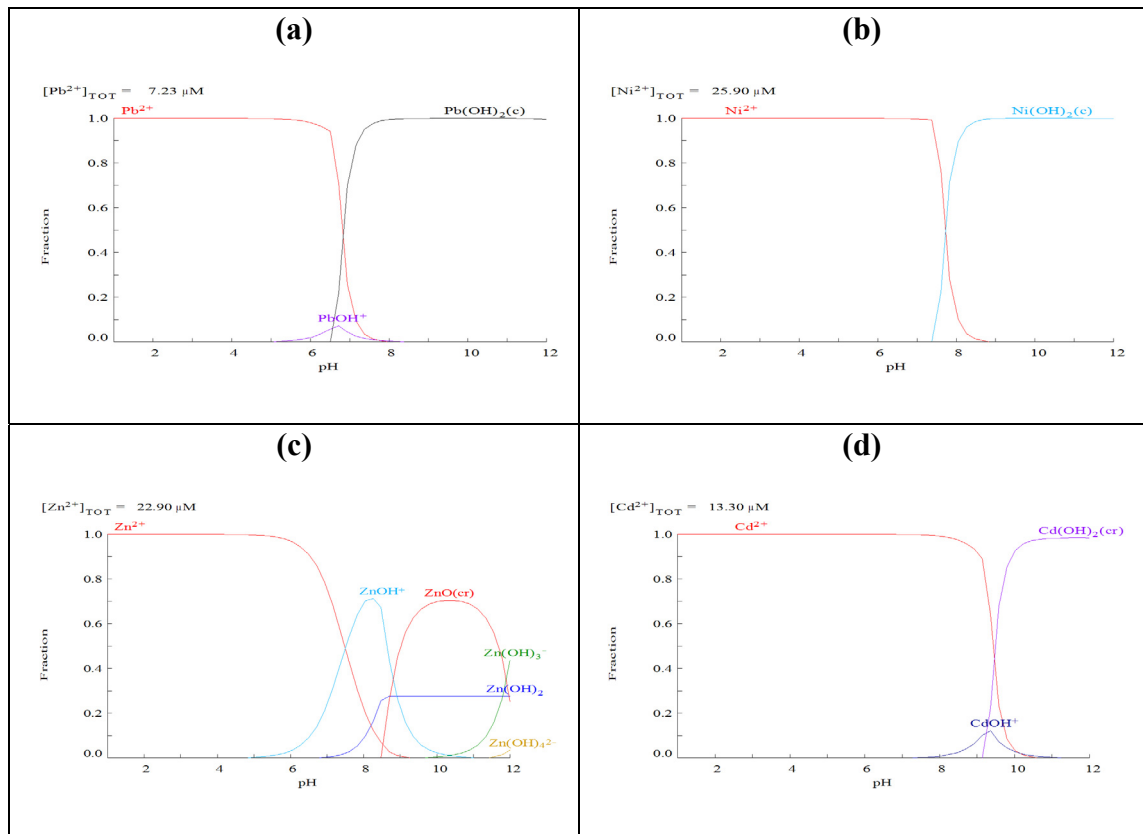 (a)
[Pb²⁺]TOT = 7.23 µM
Pb²⁺
Pb(OH)₂(c)
1.0
0.8
0.6
0.4
0.2
0.0
Fraction
PbOH⁺
2 4 6 8 10 12
pH
(b)
[Ni²⁺]TOT = 25.90 µM
Ni²⁺
Ni(OH)₂(c)
1.0
0.8
0.6
0.4
0.2
0.0
Fraction
2 4 6 8 10 12
pH
(c)
[Zn²⁺]TOT = 22.90 µM
Zn²⁺
1.0
0.8
0.6
0.4
0.2
0.0
Fraction
ZnOH⁺
ZnO(cr)
Zn(OH)₃⁻
Zn(OH)₂
Zn(OH)₄²⁻
2 4 6 8 10 12
pH
(d)
[Cd²⁺]TOT = 13.30 µM
Cd²⁺
Cd(OH)₂(cr)
1.0
0.8
0.6
0.4
0.2
0.0
Fraction
CdOH⁺
2 4 6 8 10 12
pH